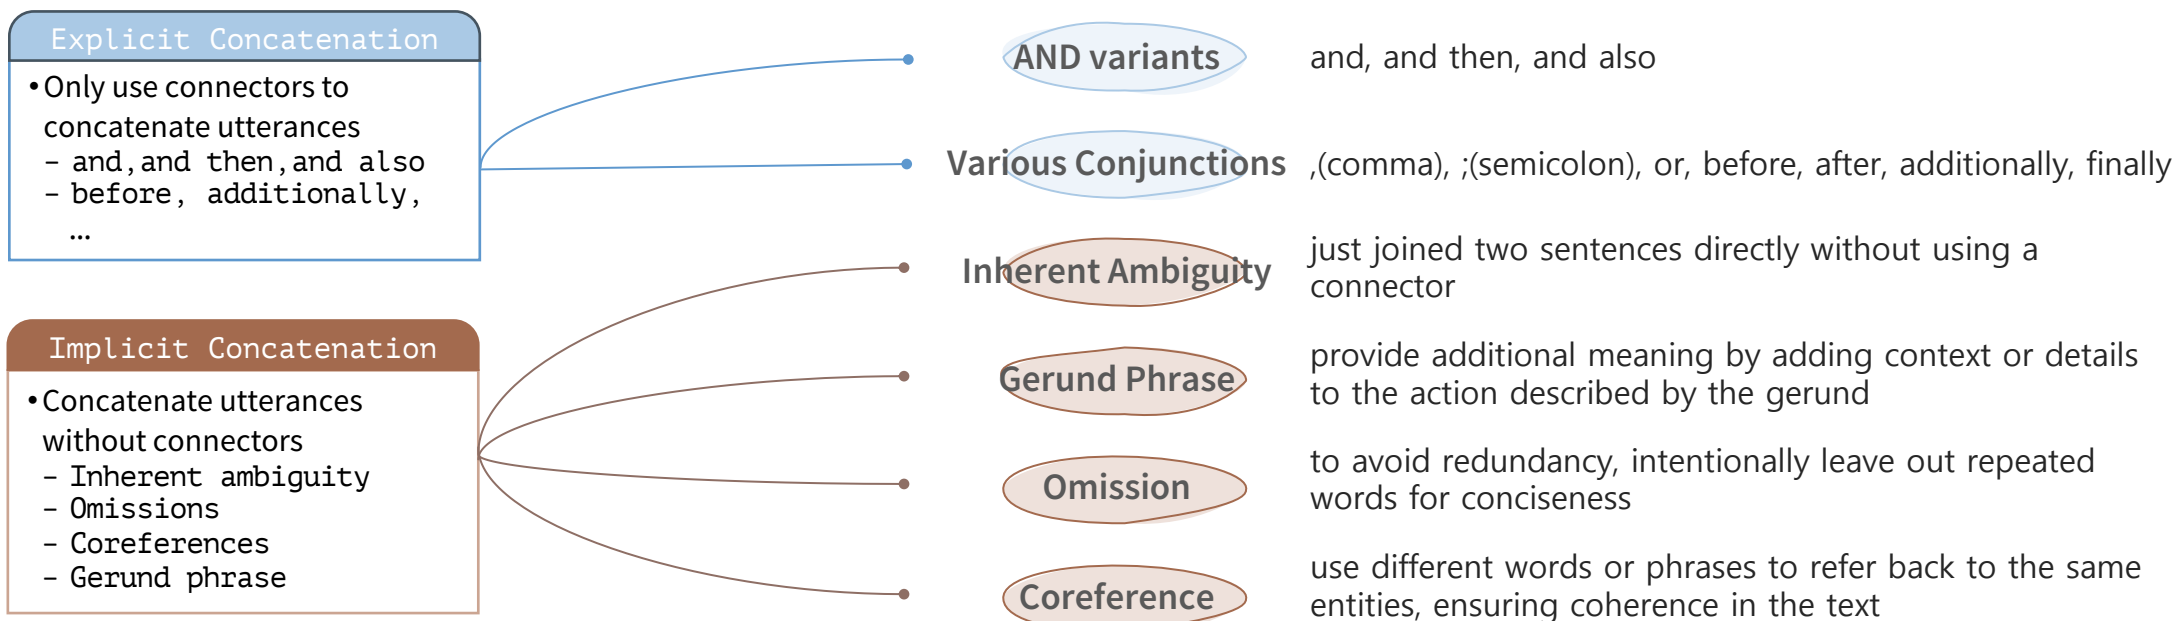 Explicit Concatenation
•Only use connectors to
concatenate utterances
– and,and then,and also
– before, additionally,
...
Implicit Concatenation
•Concatenate utterances
without connectors
– Inherent ambiguity
– Omissions
– Coreferences
– Gerund phrase
AND variants
and, and then, and also
Various Conjunctions
,(comma), ;(semicolon), or, before, after, additionally, finally
Inherent Ambiguity
just joined two sentences directly without using a
connector
Gerund Phrase
provide additional meaning by adding context or details
to the action described by the gerund
Omission
to avoid redundancy, intentionally leave out repeated
words for conciseness
Coreference
use different words or phrases to refer back to the same
entities, ensuring coherence in the text